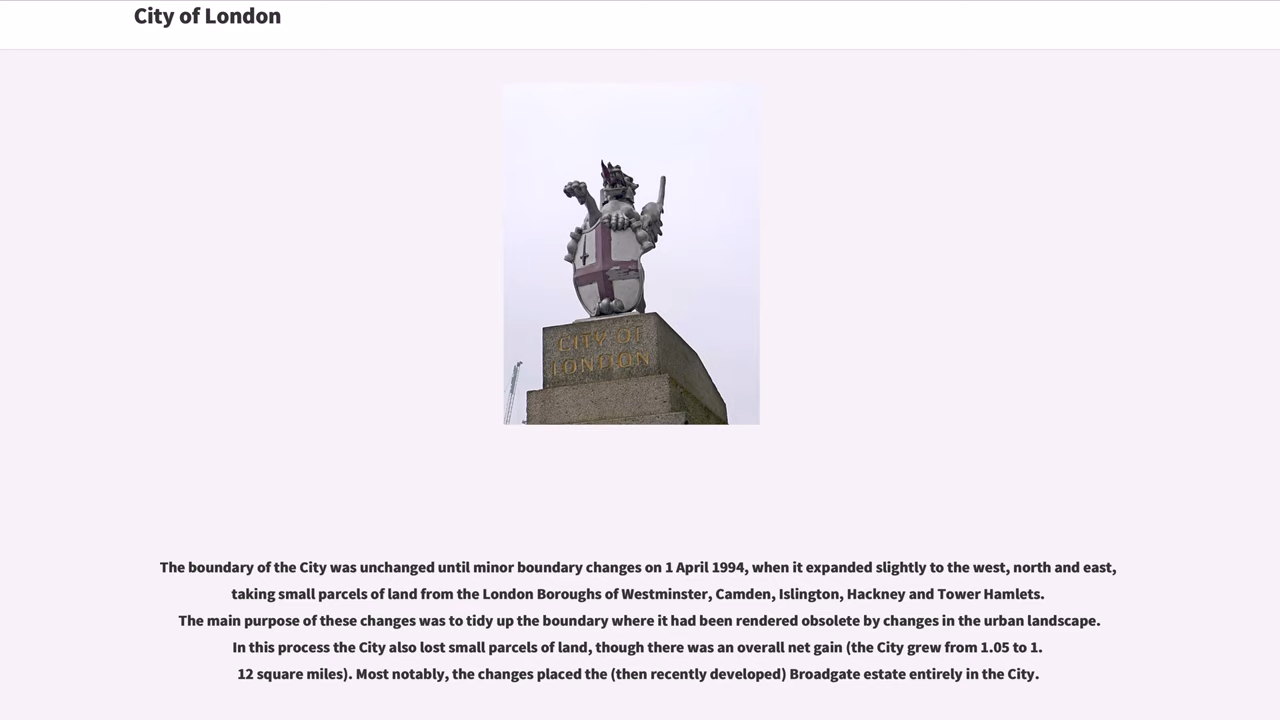 City of London
CITY OF
LONDON
The boundary of the City was unchanged until minor boundary changes on 1 April 1994, when it expanded slightly to the west, north and east,
taking small parcels of land from the London Boroughs of Westminster, Camden, Islington, Hackney and Tower Hamlets.
The main purpose of these changes was to tidy up the boundary where it had been rendered obsolete by changes in the urban landscape.
In this process the City also lost small parcels of land, though there was an overall net gain (the City grew from 1.05 to 1.
12 square miles). Most notably, the changes placed the (then recently developed) Broadgate estate entirely in the City.